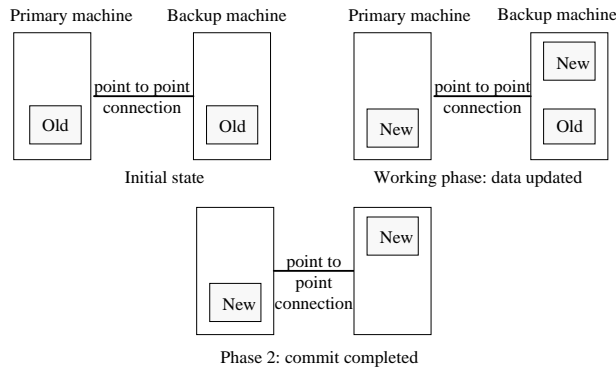 Primary machine
Backup machine
point to point
connection
Old
Old
Initial state
Primary machine
Backup machine
New
point to point
connection
New
Old
Working phase: data updated
New
point to
point
connection
New
Phase 2: commit completed